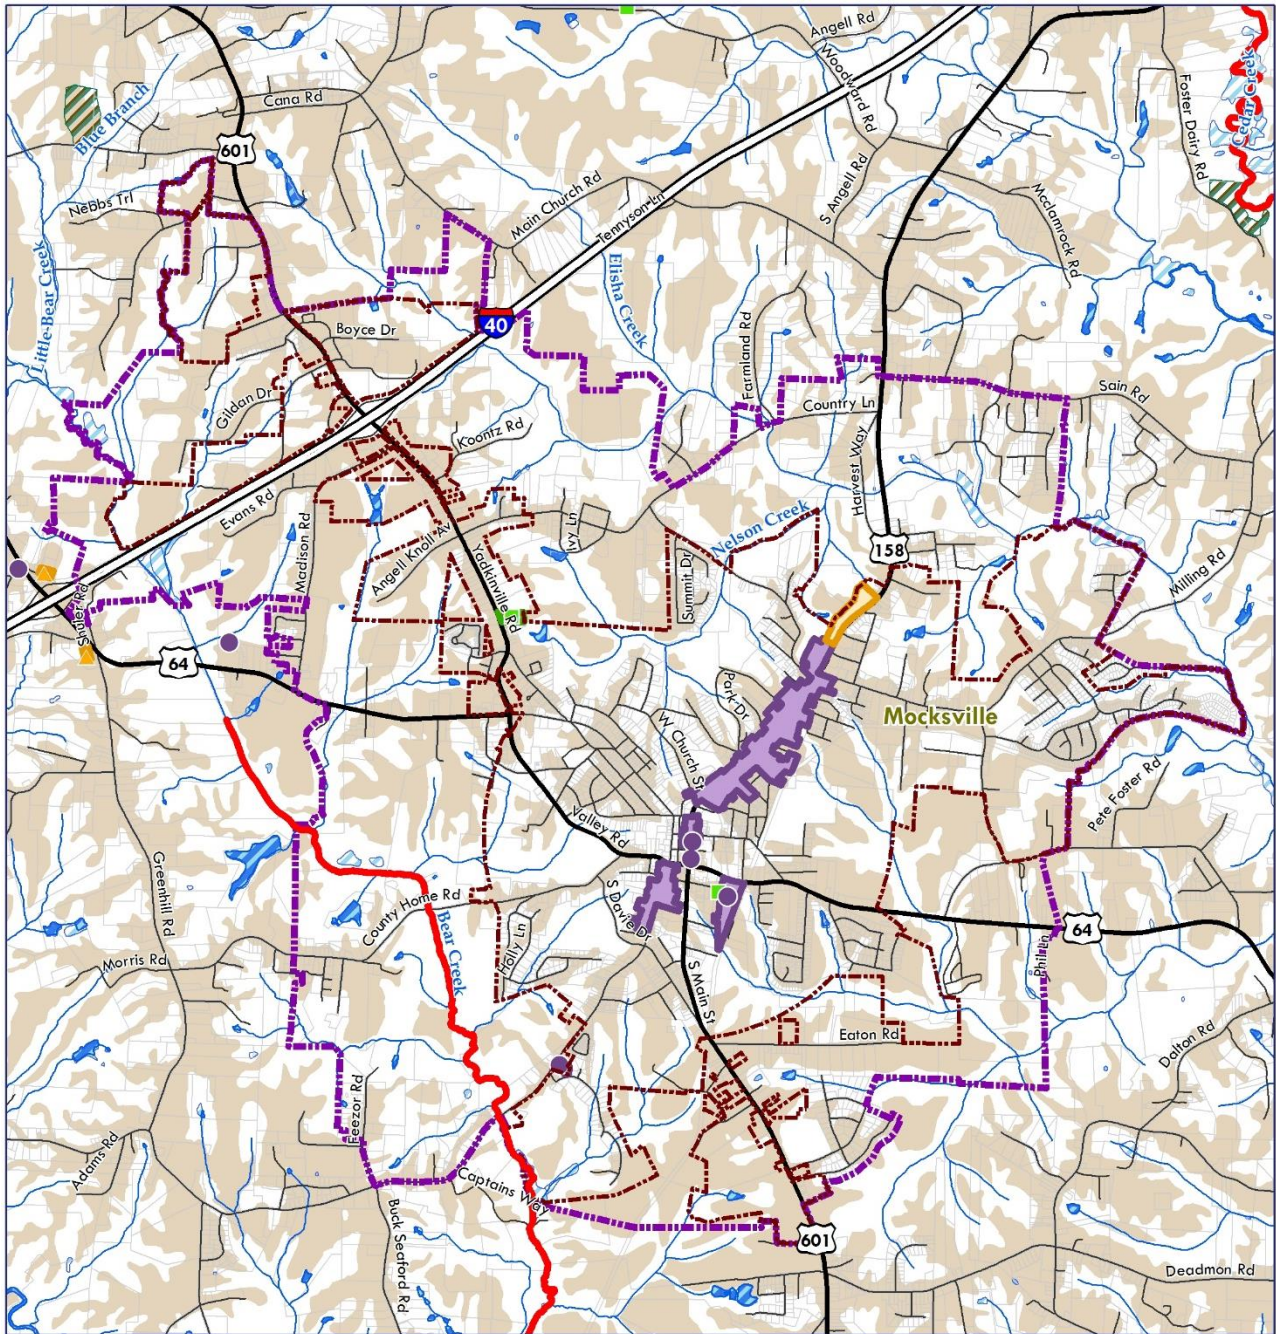 Angell Rd
Woodward Rd
Foster Dairy Rd
Cedar Creek
Cana Rd
Blue Branch
601
Nebbs Trl
Main Church Rd
Tennyson Ln
S Angell Rd
Mcclamrock Rd
Little-Bear Creek
Elisha Creek
40
Boyce Dr
Farmland Rd
Sain Rd
Gildan Dr
Country Ln
Koontz Rd
Harvest Way
Evans Rd
Madison Rd
Angell Knoll Av
Ivy Ln
Nelson Creek
158
Yadkinville Rd
Summit Dr
Milling Rd
64
Park Dr
Mocksville
W Church St
Valley Rd
Pete Foster Rd
Greenhill Rd
County Home Rd
S Davie Dr
Bear Creek
Holly Ln
64
Phil Ln
Morris Rd
S Main St
Eaton Rd
Dalton Rd
Feezor Rd
Adams Rd
Captains Way
Buck Seaford Rd
601
Deadmon Rd